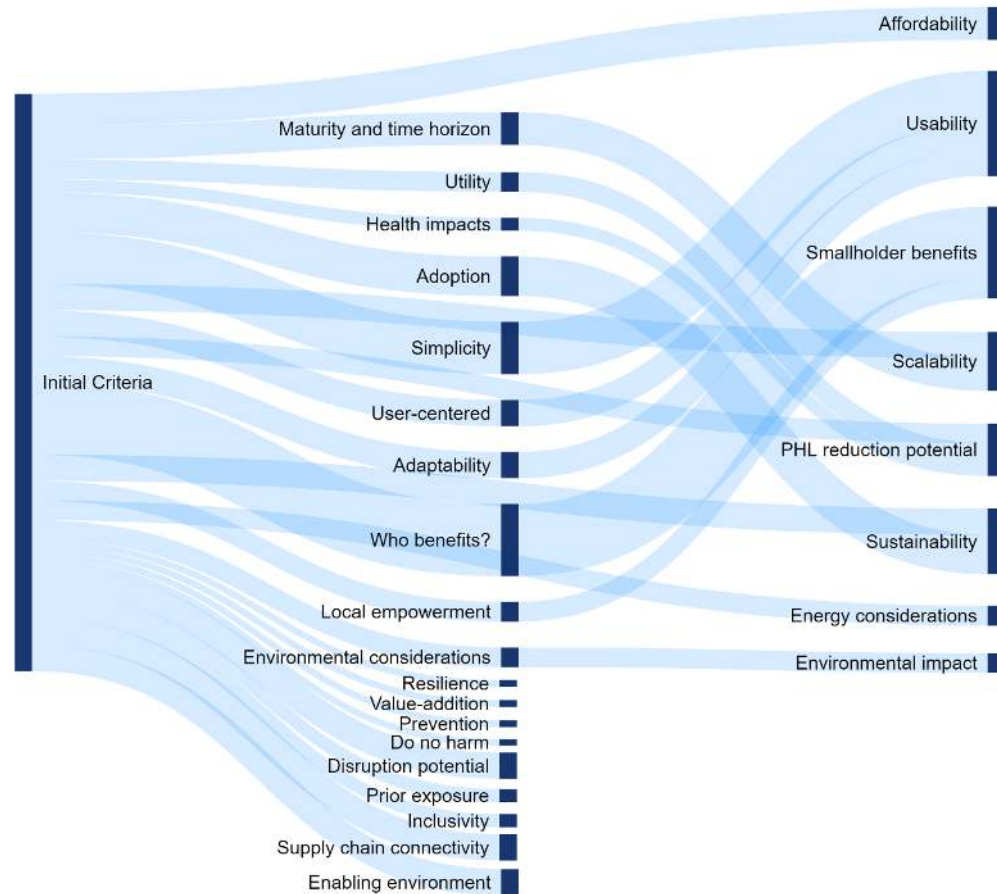 Initial Criteria
Maturity and time horizon
Utility
Health impacts
Adoption
Simplicity
User-centered
Adaptability
Who benefits?
Local empowerment
Environmental considerations
Resilience
Value-addition
Prevention
Do no harm
Disruption potential
Prior exposure
Inclusivity
Supply chain connectivity
Enabling environment
Affordability
Usability
Smallholder benefits
Scalability
PHL reduction potential
Sustainability
Energy considerations
Environmental impact